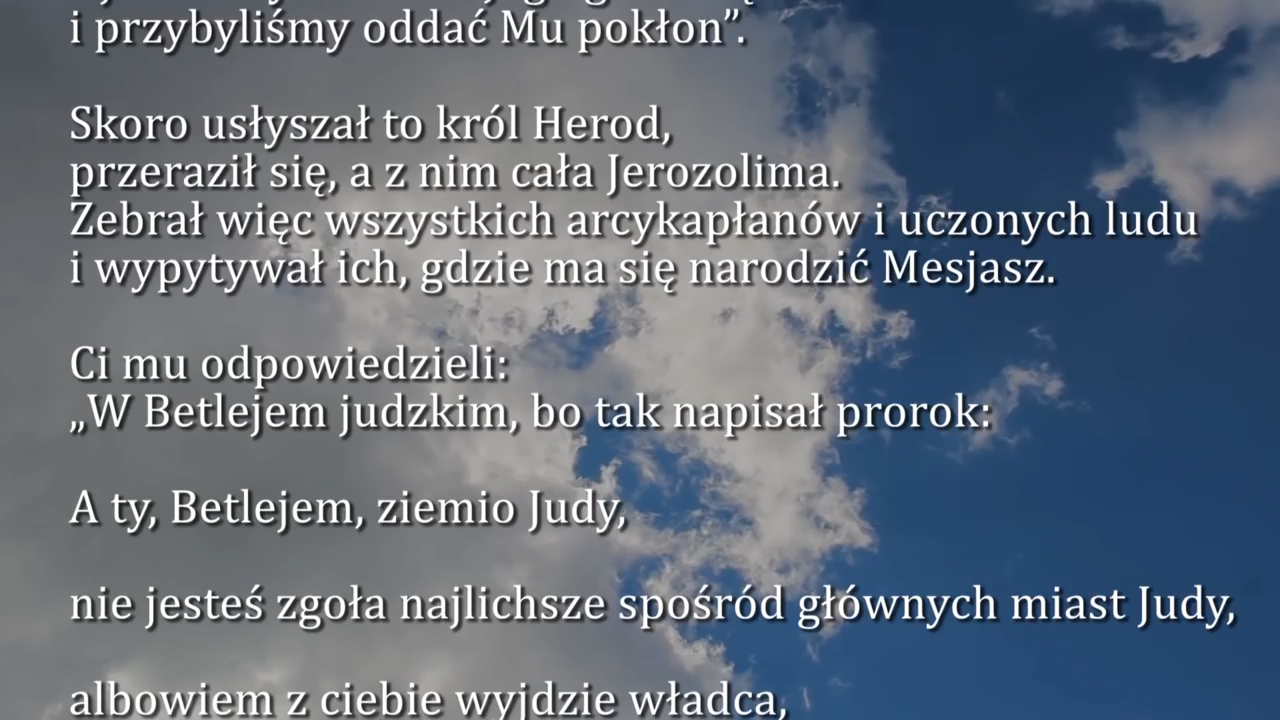 i przybyliśmy oddać Mu pokłon”.
Skoro usłyszał to król Herod,
przeraził się, a z nim cała Jerozolima.
Zebrał więc wszystkich arcykapłanów i uczonych ludu
i wypytywał ich, gdzie ma się narodzić Mesjasz.
Ci mu odpowiedzieli:
„W Betlejem judzkim, bo tak napisał prorok:
A ty, Betlejem, ziemio Judy,
nie jesteś zgoła najlichsze spośród głównych miast Judy,
albowiem z ciebie wyjdzie władca,